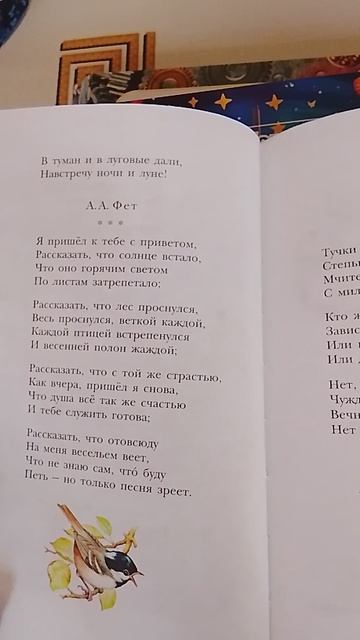 В туман и в луговые дали,
Навстречу ночи и луне!
А.А. Фет
* * *
Я пришёл к тебе с приветом,
Рассказать, что солнце встало,
Что оно горячим светом
По листам затрепетало;
Рассказать, что лес проснулся,
Весь проснулся, веткой каждой,
Каждой птицей встрепенулся
И весенней полон жаждой;
Рассказать, что с той же страстью,
Как вчера, пришёл я снова,
Что душа всё так же счастью
И тебе служить готова;
Рассказать, что отовсюду
На меня весельем веет,
Что не знаю сам, что́ буду
Петь — но только песня зреет.
Тучки
Степь
Мчите
С мил
Кто ж
Завис
Или
Или
Нет,
Чужд
Вечн
Нет